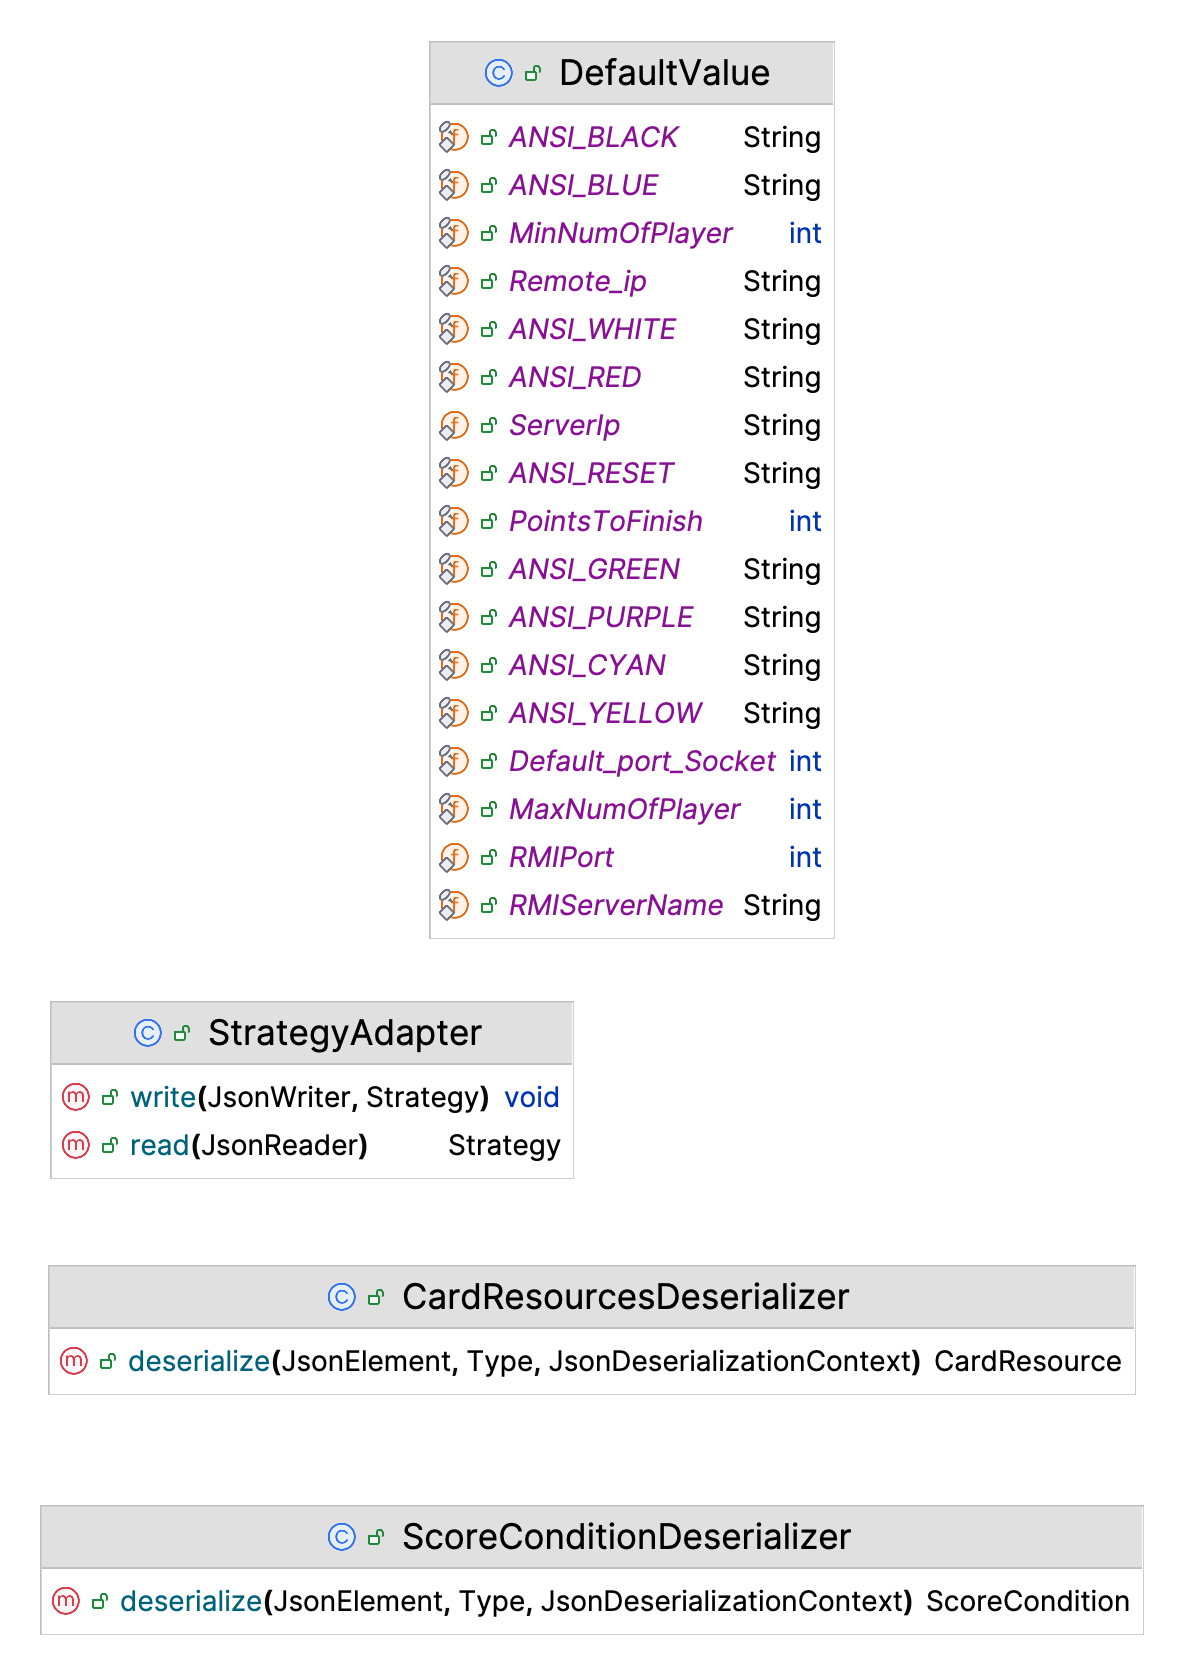 DefaultValue
ANSI_BLACK String
ANSI_BLUE String
MinNumOfPlayer int
Remote_ip String
ANSI_WHITE String
ANSI_RED String
ServerIp String
ANSI_RESET String
PointsToFinish int
ANSI_GREEN String
ANSI_PURPLE String
ANSI_CYAN String
ANSI_YELLOW String
Default_port_Socket int
MaxNumOfPlayer int
RMIPort int
RMIServerName String
StrategyAdapter
write(JsonWriter, Strategy) void
read(JsonReader) Strategy
CardResourcesDeserializer
deserialize(JsonElement, Type, JsonDeserializationContext) CardResource
ScoreConditionDeserializer
deserialize(JsonElement, Type, JsonDeserializationContext) ScoreCondition